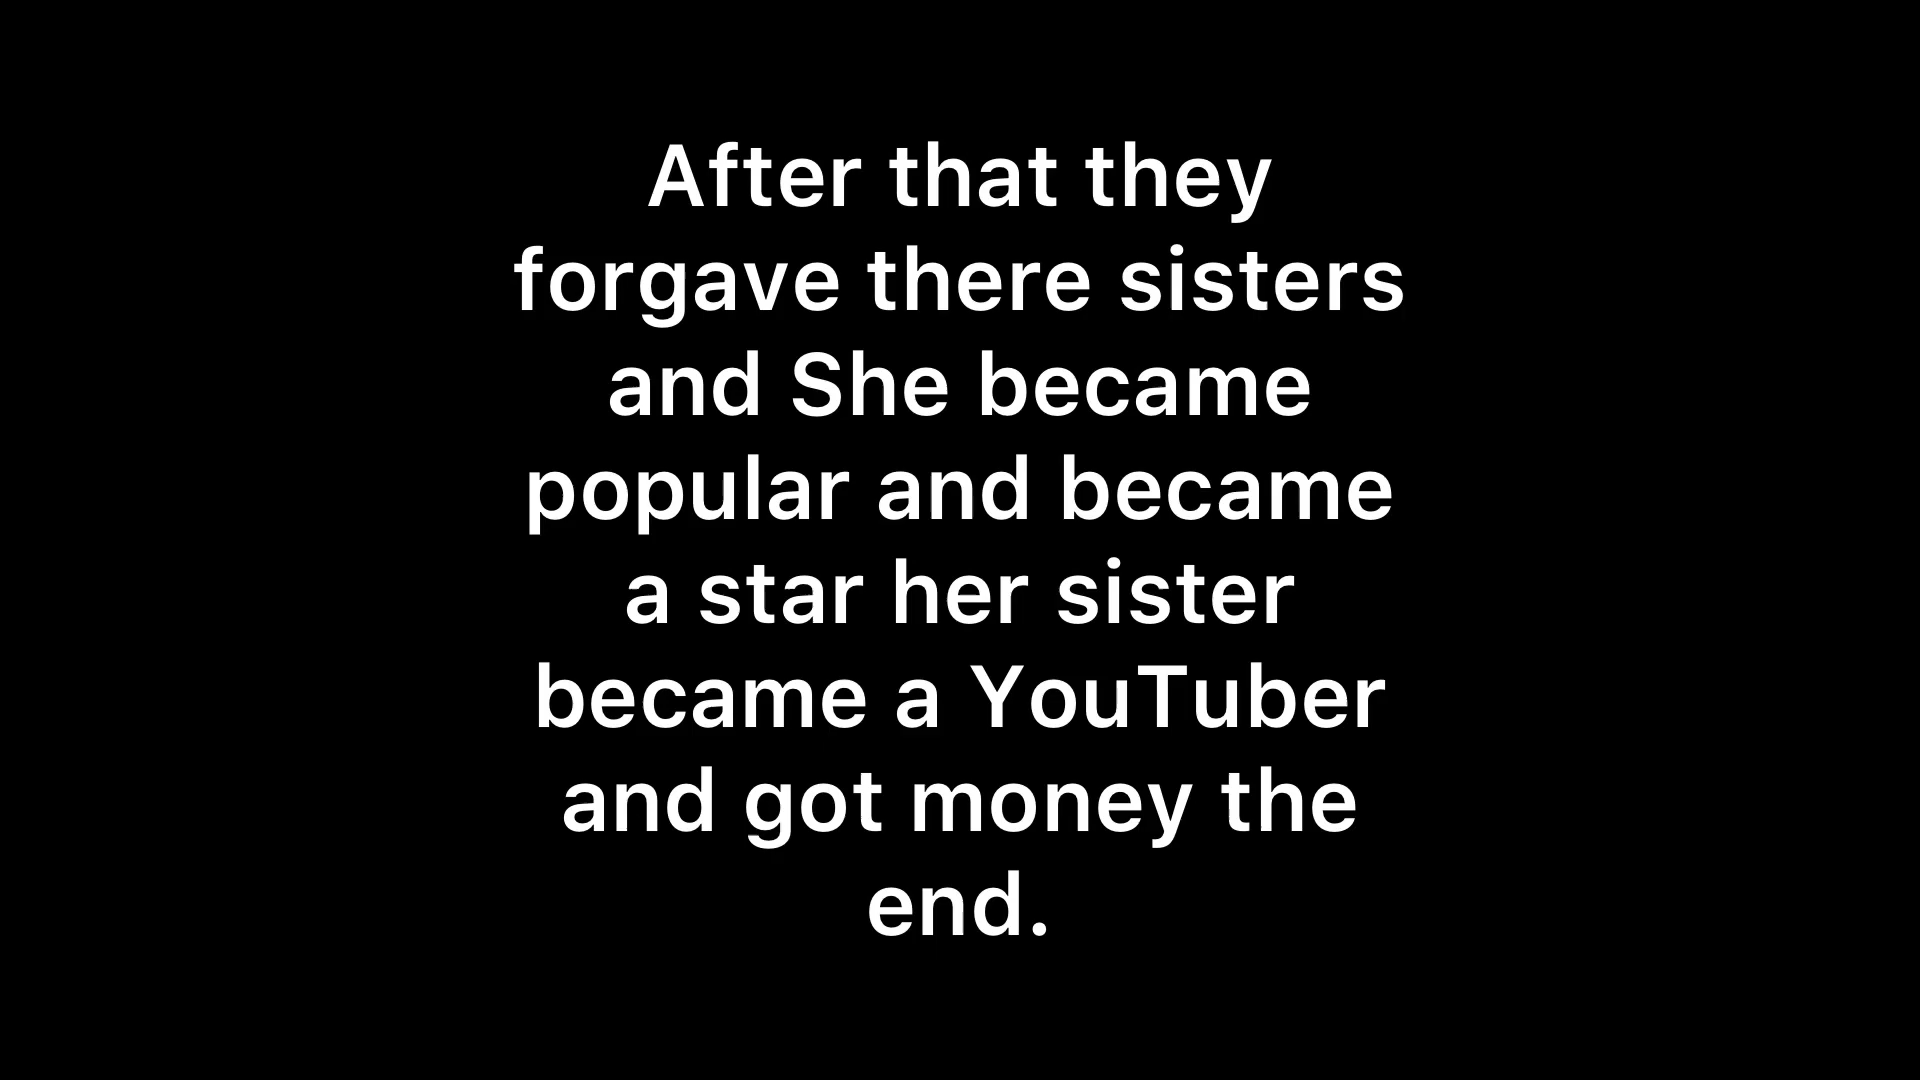 After that they
forgave there sisters
and She became
popular and became
a star her sister
became a YouTuber
and got money the
end.